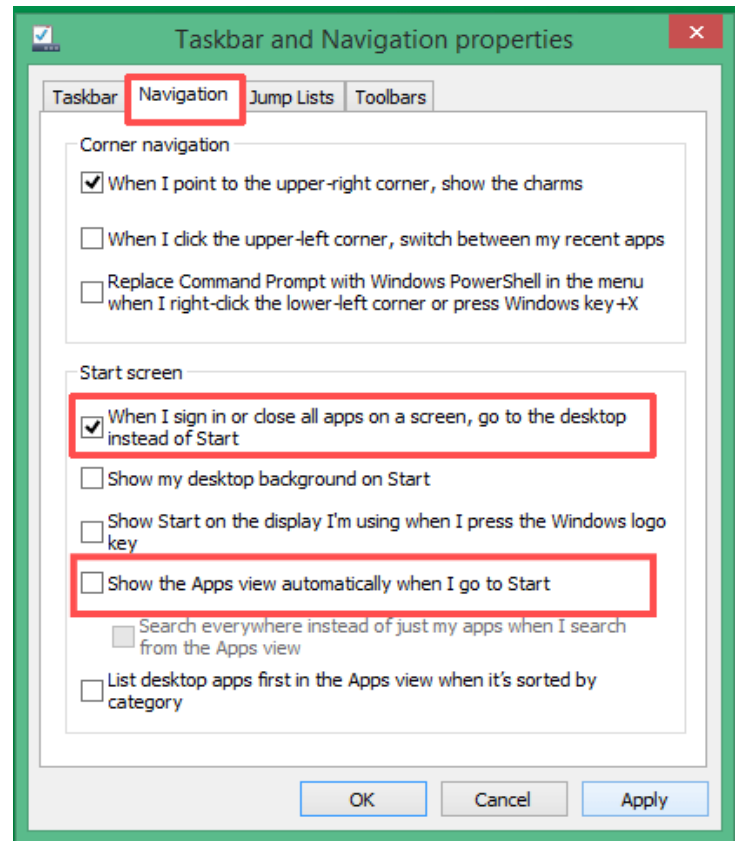 Taskbar and Navigation properties
Taskbar
Navigation
Jump Lists
Toolbars
Corner navigation
When I point to the upper-right corner, show the charms
When I click the upper-left corner, switch between my recent apps
Replace Command Prompt with Windows PowerShell in the menu
when I right-click the lower-left corner or press Windows key+X
Start screen
When I sign in or close all apps on a screen, go to the desktop
instead of Start
Show my desktop background on Start
Show Start on the display I'm using when I press the Windows logo
key
Show the Apps view automatically when I go to Start
Search everywhere instead of just my apps when I search
from the Apps view
List desktop apps first in the Apps view when it's sorted by
category
OK
Cancel
Apply